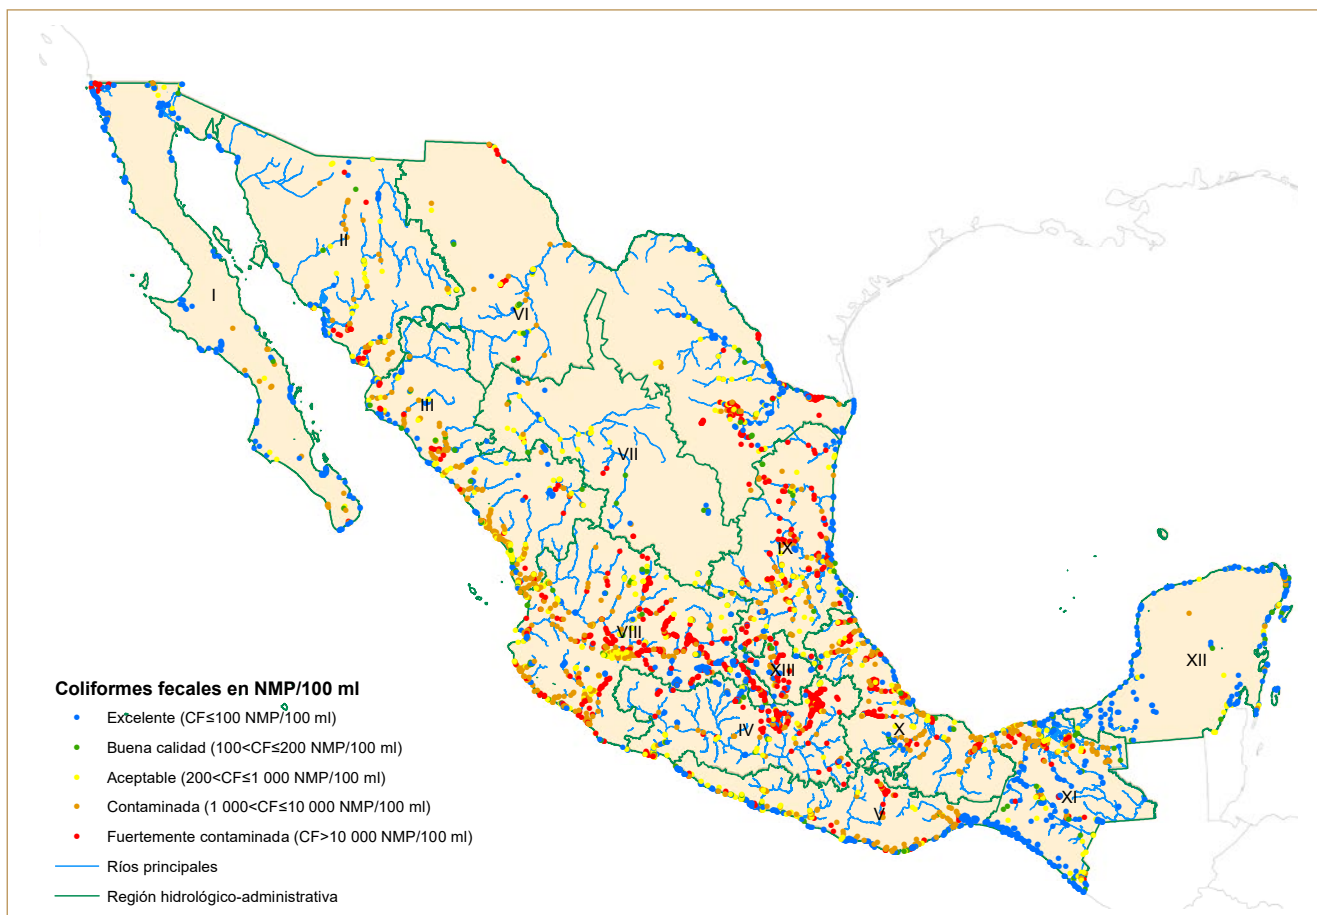 II
I
VI
III
VII
IX
VIII
XIII
XII
IV
X
XI
V
Coliformes fecales en NMP/100 ml
Excelente (CF≤100 NMP/100 ml)
Buena calidad (100<CF≤200 NMP/100 ml)
Aceptable (200<CF≤1 000 NMP/100 ml)
Contaminada (1 000<CF≤10 000 NMP/100 ml)
Fuertemente contaminada (CF>10 000 NMP/100 ml)
Ríos principales
Región hidrológico-administrativa